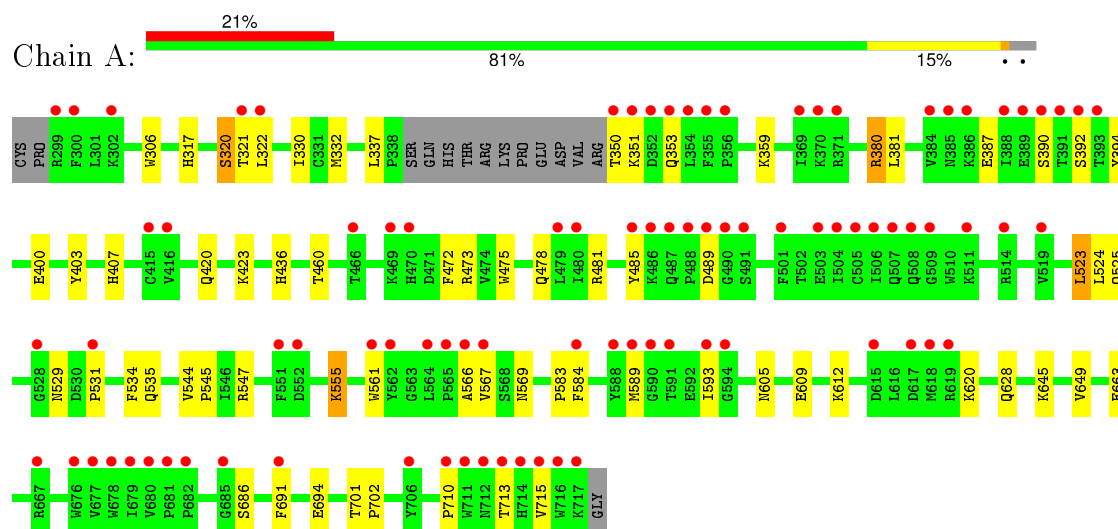 21%
Chain A:
81% 15%
CYS PRO R299 F300 L301 K302 W306 H317 S320 T321 L322 I330 G331 M332 L337 P338 SER GLN HIS THR ARG LYS PRO GLU ASP VAL ARG T350 K351 D352 Q353 L354 F355 P356 K359 I369 K370 R371 R380 L381 V384 N385 K386 E387 I388 E389 S390 T391 S392 T393 Y394
E400 Y403 H407 C415 V416 Q420 K423 H436 T460 T466 K469 H470 D471 F472 R473 V474 W475 Q478 L479 I480 R481 Y485 K486 Q487 P488 D489 G490 S491 F501 T502 E503 I504 C505 I506 Q507 Q508 G509 W510 K511 R514 V519 L523 L524 Q525
G528 N529 D530 P531 F534 Q535 V544 P545 I546 R547 F551 D552 K555 W561 Y562 G563 L564 P565 A566 V567 S568 N569 P583 F584 Y588 M589 G590 T591 E592 I593 G594 N605 E609 K612 D615 L616 D617 M618 R619 K620 Q628 K645 V649
R667 W676 V677 W678 I679 V680 P681 P682 G685 S686 F691 E694 T701 P702 Y706 P710 W711 N712 T713 H714 V715 W716 K717 GLY